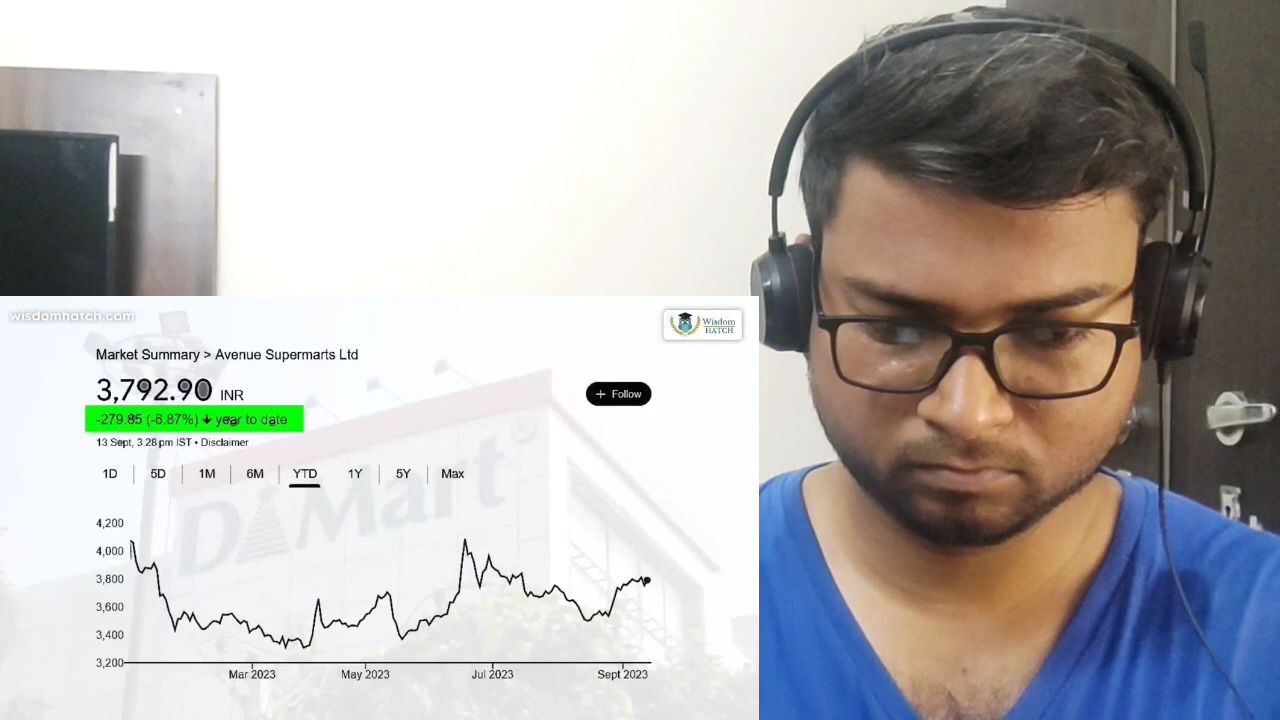 wisdomhatch.com
Wisdom
HATCH
Market Summary > Avenue Supermarts Ltd
3,792.90 INR
+ Follow
-279.85 (-6.87%) ↓ year to date
13 Sept, 3:28 pm IST • Disclaimer
1D 5D 1M 6M YTD 1Y 5Y Max
DMart
4,200
4,000
3,800
3,600
3,400
3,200
Mar 2023 May 2023 Jul 2023 Sept 2023